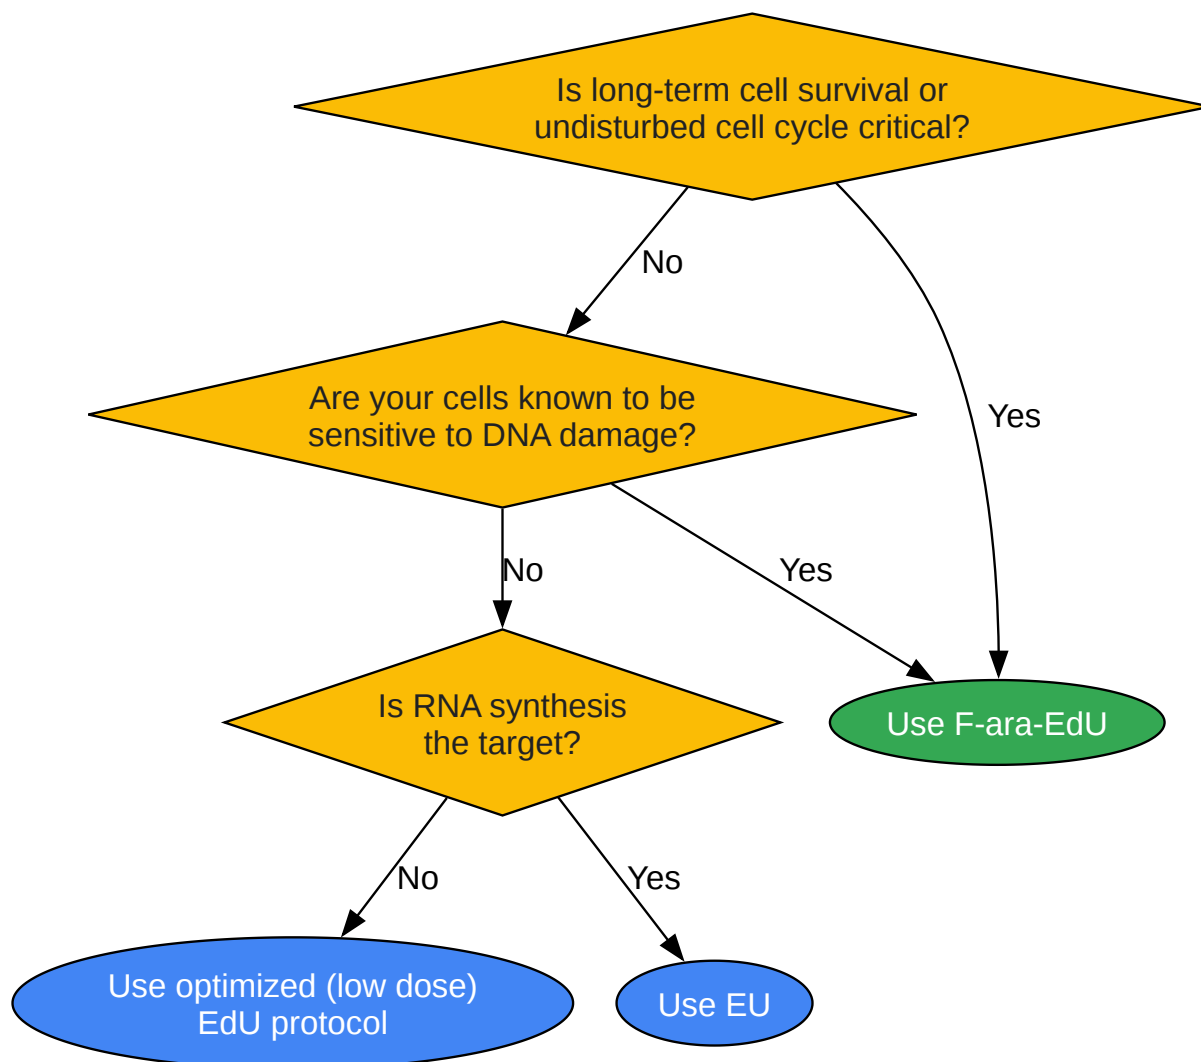 Is long-term cell survival or
undisturbed cell cycle critical?
No
Yes
Are your cells known to be
sensitive to DNA damage?
No
Yes
Is RNA synthesis
the target?
Use F-ara-EdU
No
Yes
Use optimized (low dose)
EdU protocol
Use EU